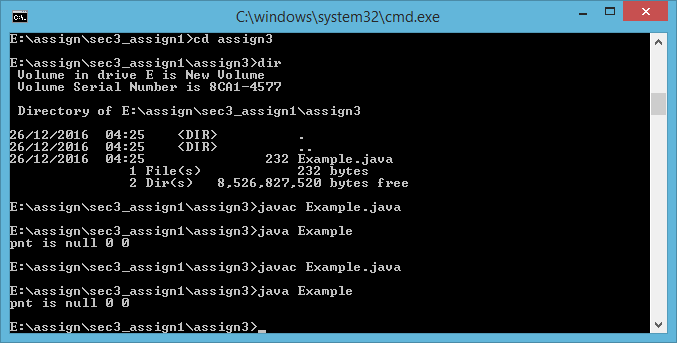 C:\windows\system32\cmd.exe
C:\.
E:\assign\sec3_assign1>cd assign3
E:\assign\sec3_assign1\assign3>dir
Volume in drive E is New Volume
Volume Serial Number is 8CA1-4577
Directory of E:\assign\sec3_assign1\assign3
26/12/2016  04:25    <DIR>          .
26/12/2016  04:25    <DIR>          ..
26/12/2016  04:25               232 Example.java
1 File(s)            232 bytes
2 Dir(s)   8,526,827,520 bytes free
E:\assign\sec3_assign1\assign3>javac Example.java
E:\assign\sec3_assign1\assign3>java Example
pnt is null 0 0
E:\assign\sec3_assign1\assign3>javac Example.java
E:\assign\sec3_assign1\assign3>java Example
pnt is null 0 0
E:\assign\sec3_assign1\assign3>_